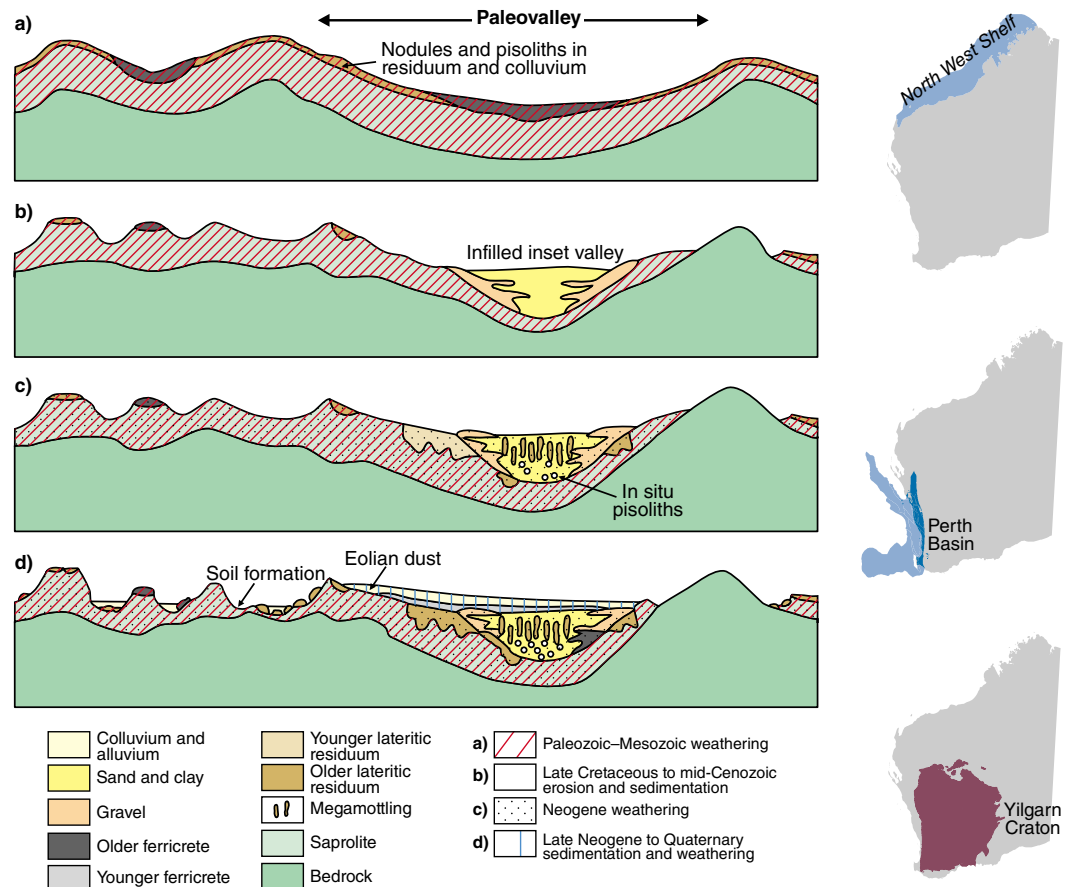 a)
Paleovalley
Nodules and pisoliths in
residuum and colluvium
b)
Infilled inset valley
c)
In situ
pisoliths
d)
Eolian dust
Soil formation
Colluvium and
alluvium
Sand and clay
Gravel
Older ferricrete
Younger ferricrete
Younger lateritic
residuum
Older lateritic
residuum
Megamottling
Saprolite
Bedrock
a) Paleozoic–Mesozoic weathering
b) Late Cretaceous to mid-Cenozoic
erosion and sedimentation
c) Neogene weathering
d) Late Neogene to Quaternary
sedimentation and weathering
North West Shelf
Perth
Basin
Yilgarn
Craton